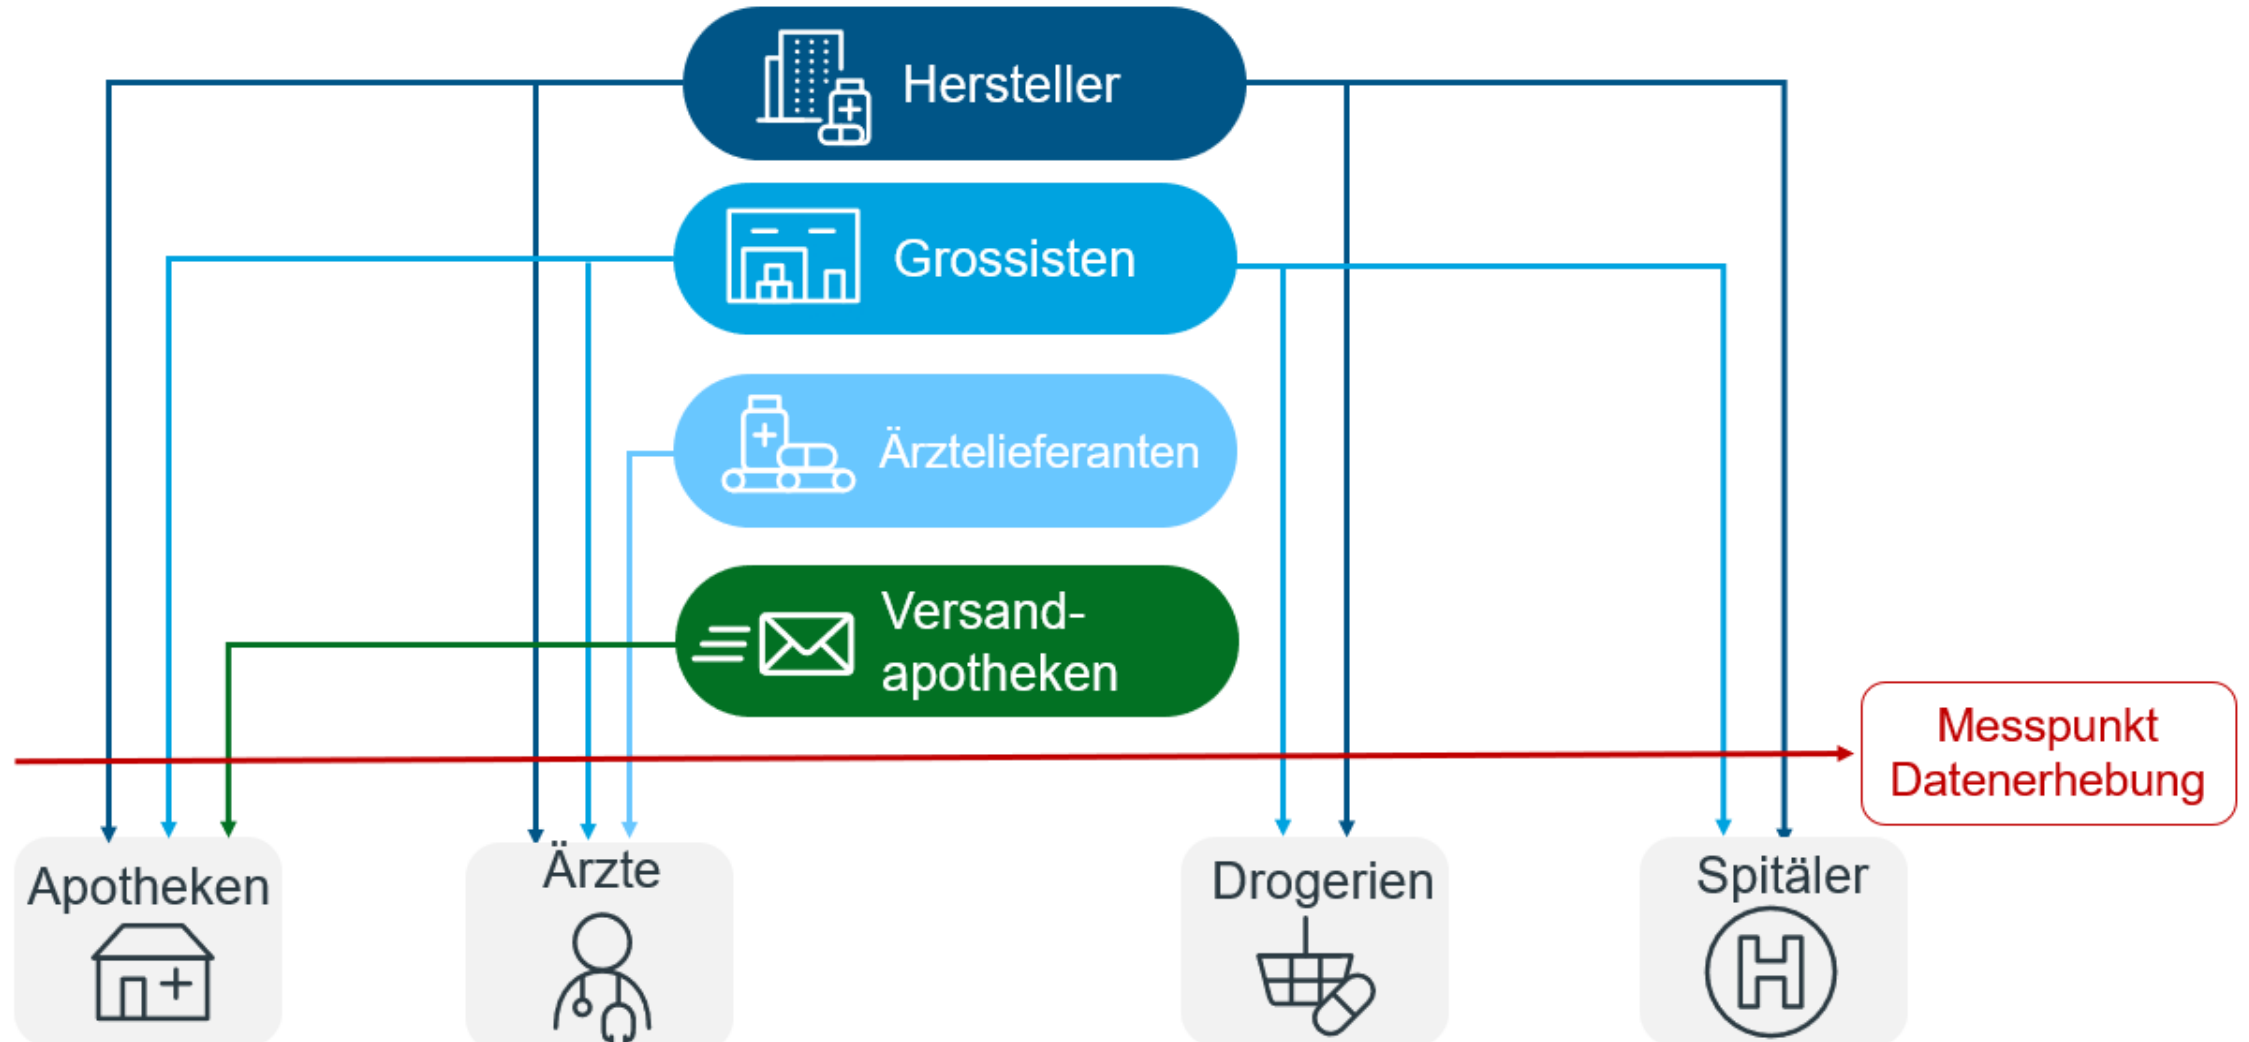 Hersteller
Grossisten
Ärztelieferanten
Versand-
apotheken
Messpunkt
Datenerhebung
Apotheken
Ärzte
Drogerien
Spitäler
H